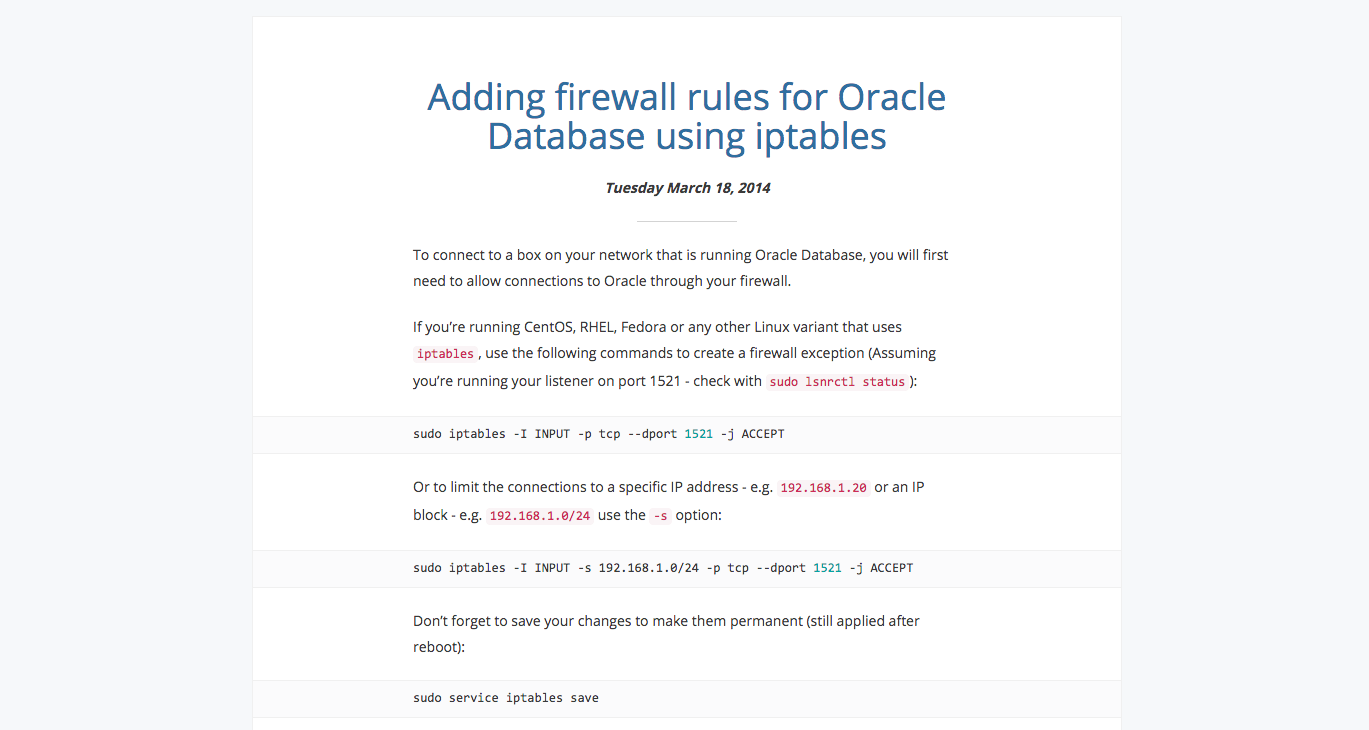 Adding firewall rules for Oracle
Database using iptables
Tuesday March 18, 2014
To connect to a box on your network that is running Oracle Database, you will first
need to allow connections to Oracle through your firewall.
If you’re running CentOS, RHEL, Fedora or any other Linux variant that uses
iptables, use the following commands to create a firewall exception (Assuming
you’re running your listener on port 1521 - check with sudo lsnrctl status):
sudo iptables -I INPUT -p tcp --dport 1521 -j ACCEPT
Or to limit the connections to a specific IP address - e.g. 192.168.1.20 or an IP
block - e.g. 192.168.1.0/24 use the -s option:
sudo iptables -I INPUT -s 192.168.1.0/24 -p tcp --dport 1521 -j ACCEPT
Don’t forget to save your changes to make them permanent (still applied after
reboot):
sudo service iptables save